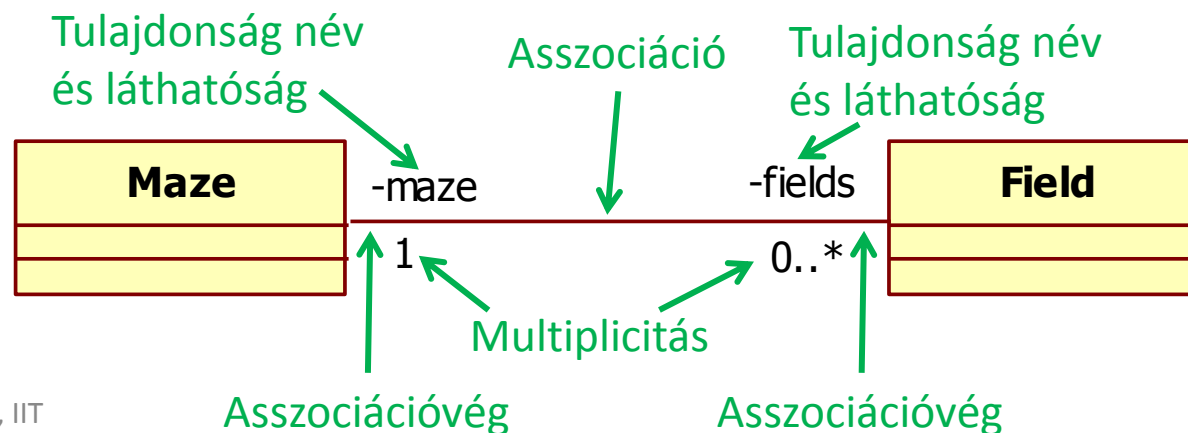 Tulajdonság név
és láthatóság
Asszociáció
Tulajdonság név
és láthatóság
Maze
-maze
-fields
Field
1
0..*
Multiplicitás
, IIT
Asszociációvég
Asszociációvég